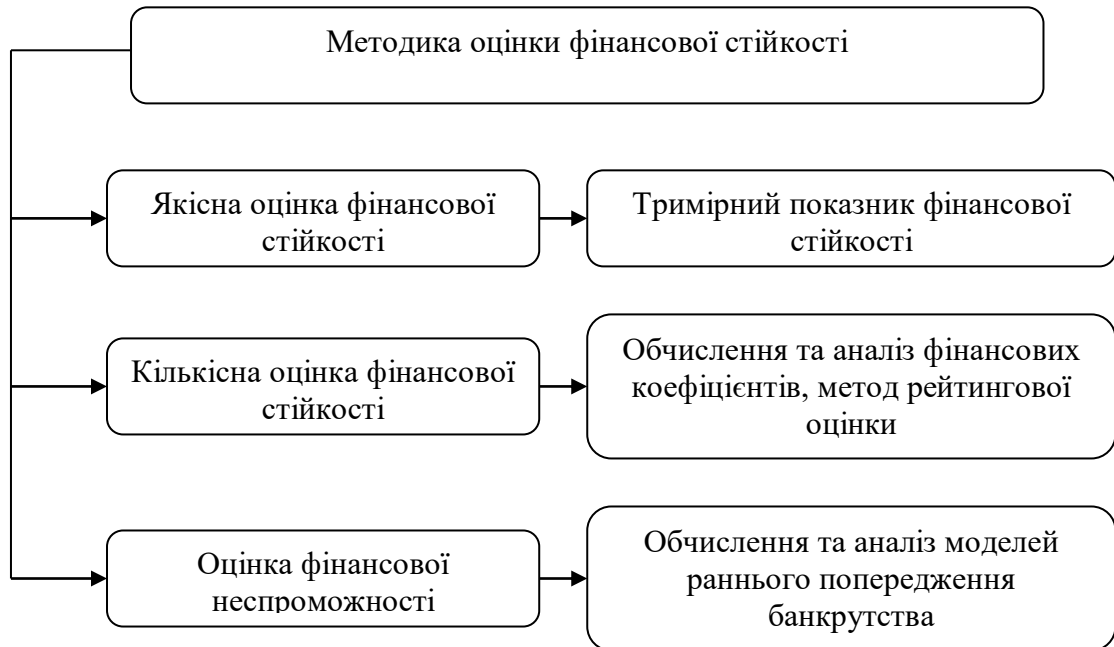 Методика оцінки фінансової стійкості
Якісна оцінка фінансової
стійкості
Тримірний показник фінансової
стійкості
Кількісна оцінка фінансової
стійкості
Обчислення та аналіз фінансових
коефіцієнтів, метод рейтингової
оцінки
Оцінка фінансової
неспроможності
Обчислення та аналіз моделей
раннього попередження
банкрутства